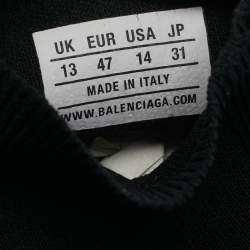 UK EUR USA JP
13 47 14 31
MADE IN ITALY
WWW.BALENCIAGA.COM